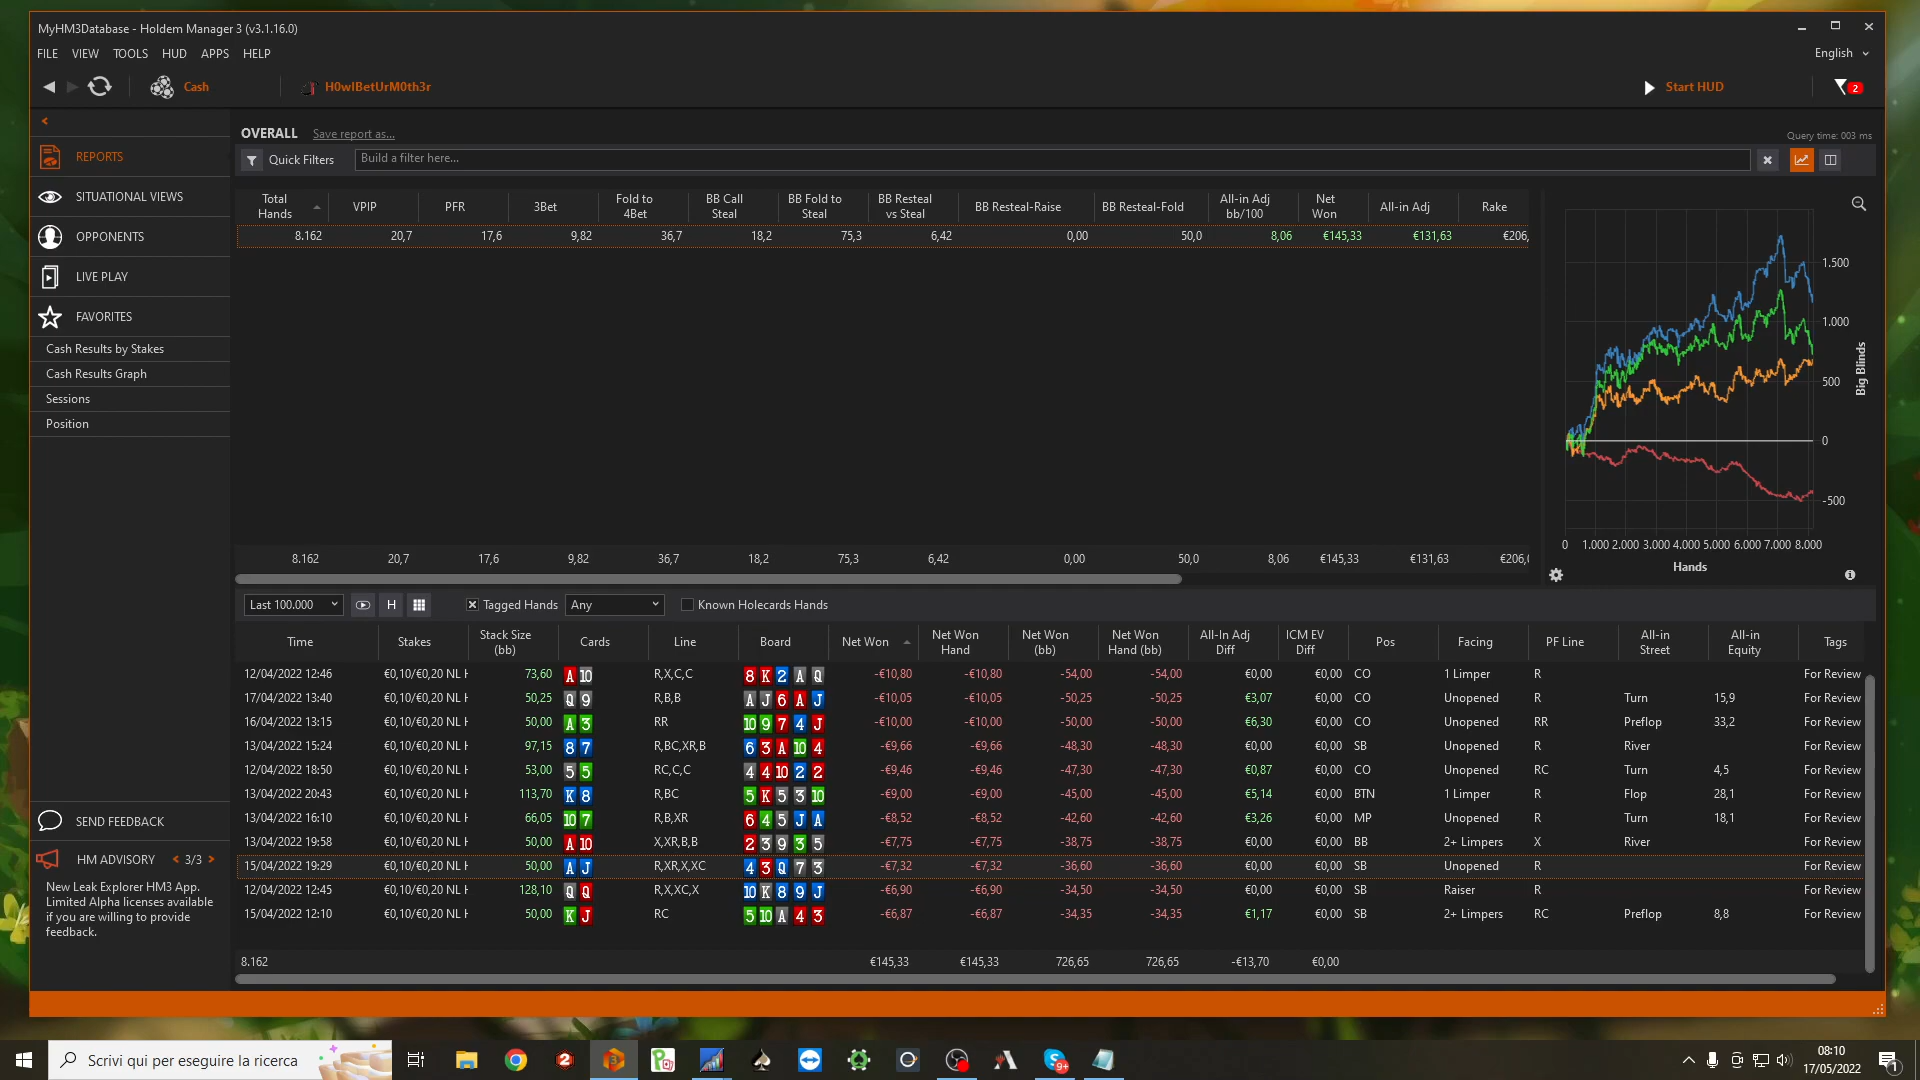 MyHM3Database - Holdem Manager 3 (v3.1.16.0)
FILE VIEW TOOLS HUD APPS HELP
English
Cash
H0wIBetUrM0th3r
Start HUD
2
REPORTS
SITUATIONAL VIEWS
OPPONENTS
LIVE PLAY
FAVORITES
Cash Results by Stakes
Cash Results Graph
Sessions
Position
SEND FEEDBACK
HM ADVISORY < 3/3 >
New Leak Explorer HM3 App.
Limited Alpha licenses available
if you are willing to provide
feedback.
OVERALL Save report as...
Query time: 003 ms
Quick Filters Build a filter here...
Total Hands VPIP PFR 3Bet Fold to 4Bet BB Call Steal BB Fold to Steal BB Resteal vs Steal BB Resteal-Raise BB Resteal-Fold All-in Adj bb/100 Net Won All-in Adj Rake
8.162 20,7 17,6 9,82 36,7 18,2 75,3 6,42 0,00 50,0 8,06 €145,33 €131,63 €206,
8.162 20,7 17,6 9,82 36,7 18,2 75,3 6,42 0,00 50,0 8,06 €145,33 €131,63 €206,0
1.500
1.000
500
0
-500
Big Blinds
0 1.000 2.000 3.000 4.000 5.000 6.000 7.000 8.000
Hands
Last 100.000 H Tagged Hands Any Known Holecards Hands
Time Stakes Stack Size (bb) Cards Line Board Net Won Net Won Hand Net Won (bb) Net Won Hand (bb) All-In Adj Diff ICM EV Diff Pos Facing PF Line All-in Street All-in Equity Tags
12/04/2022 12:46 €0,10/€0,20 NL H 73,60 A 10 R,X,C,C 8 K 2 A Q -€10,80 -€10,80 -54,00 -54,00 €0,00 €0,00 CO 1 Limper R For Review
17/04/2022 13:40 €0,10/€0,20 NL H 50,25 Q 9 R,B,B A J 6 A J -€10,05 -€10,05 -50,25 -50,25 €3,07 €0,00 CO Unopened R Turn 15,9 For Review
16/04/2022 13:15 €0,10/€0,20 NL H 50,00 A 3 RR 10 9 7 4 J -€10,00 -€10,00 -50,00 -50,00 €6,30 €0,00 CO Unopened RR Preflop 33,2 For Review
13/04/2022 15:24 €0,10/€0,20 NL H 97,15 8 7 R,BC,XR,B 6 3 A 10 4 -€9,66 -€9,66 -48,30 -48,30 €0,00 €0,00 SB Unopened R River For Review
12/04/2022 18:50 €0,10/€0,20 NL H 53,00 5 5 RC,C,C 4 4 10 2 2 -€9,46 -€9,46 -47,30 -47,30 €0,87 €0,00 CO Unopened RC Turn 4,5 For Review
13/04/2022 20:43 €0,10/€0,20 NL H 113,70 K 8 R,BC 5 K 5 3 10 -€9,00 -€9,00 -45,00 -45,00 €5,14 €0,00 BTN 1 Limper R Flop 28,1 For Review
13/04/2022 16:10 €0,10/€0,20 NL H 66,05 10 7 R,B,XR 6 4 5 J A -€8,52 -€8,52 -42,60 -42,60 €3,26 €0,00 MP Unopened R Turn 18,1 For Review
13/04/2022 19:58 €0,10/€0,20 NL H 50,00 A 10 X,XR,B,B 2 3 9 3 5 -€7,75 -€7,75 -38,75 -38,75 €0,00 €0,00 BB 2+ Limpers X River For Review
15/04/2022 19:29 €0,10/€0,20 NL H 50,00 A J R,XR,X,XC 4 3 Q 7 3 -€7,32 -€7,32 -36,60 -36,60 €0,00 €0,00 SB Unopened R For Review
12/04/2022 12:45 €0,10/€0,20 NL H 128,10 Q Q R,X,XC,X 10 K 8 9 J -€6,90 -€6,90 -34,50 -34,50 €0,00 €0,00 SB Raiser R For Review
15/04/2022 12:10 €0,10/€0,20 NL H 50,00 K J RC 5 10 A 4 3 -€6,87 -€6,87 -34,35 -34,35 €1,17 €0,00 SB 2+ Limpers RC Preflop 8,8 For Review
8.162 €145,33 €145,33 726,65 726,65 -€13,70 €0,00
Scrivi qui per eseguire la ricerca
9+
08:10
17/05/2022
1